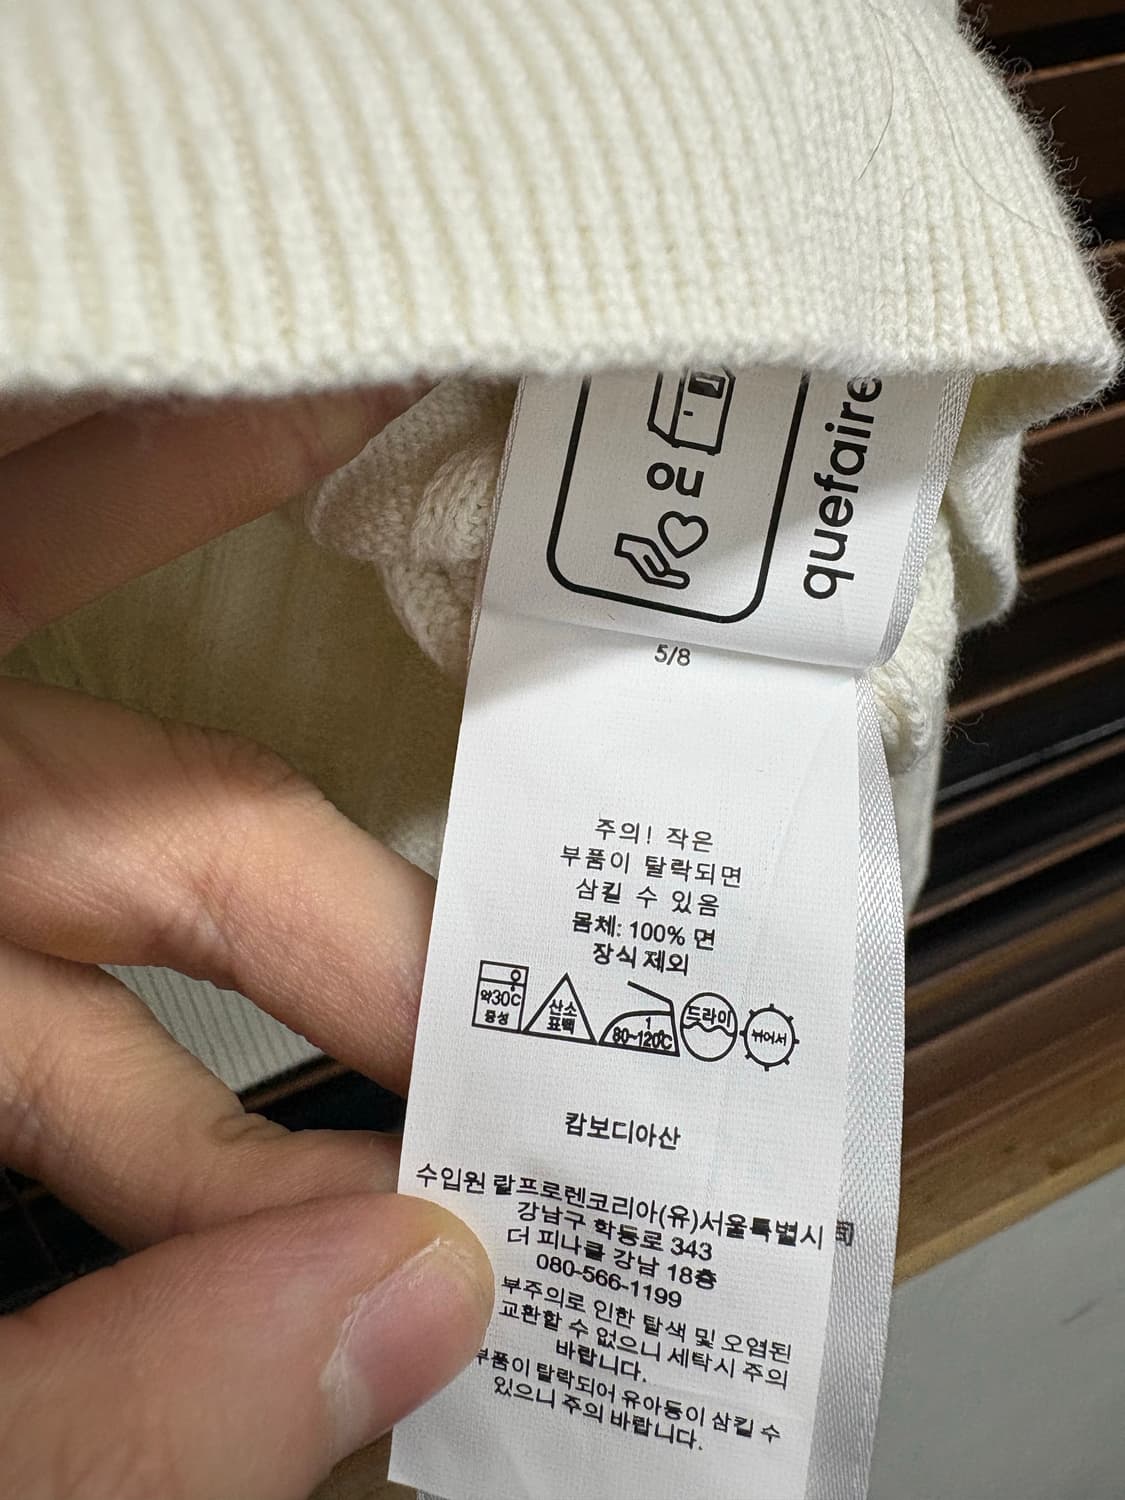 quefaire
OU
5/8
주의! 작은
부품이 탈락되면
삼킬 수 있음
몸체: 100% 면
장식 제외
약30℃
중성
산소
표백
1
80~120℃
드라이
뉘어서
캄보디아산
수입원 랄프로렌코리아(유)서울특별시
강남구 학동로 343
더 피나클 강남 18층
080-566-1199
부주의로 인한 탈색 및 오염된
교환할 수 없으니 세탁시 주의
바랍니다.
부품이 탈락되어 유아등이 삼킬 수
있으니 주의 바랍니다.